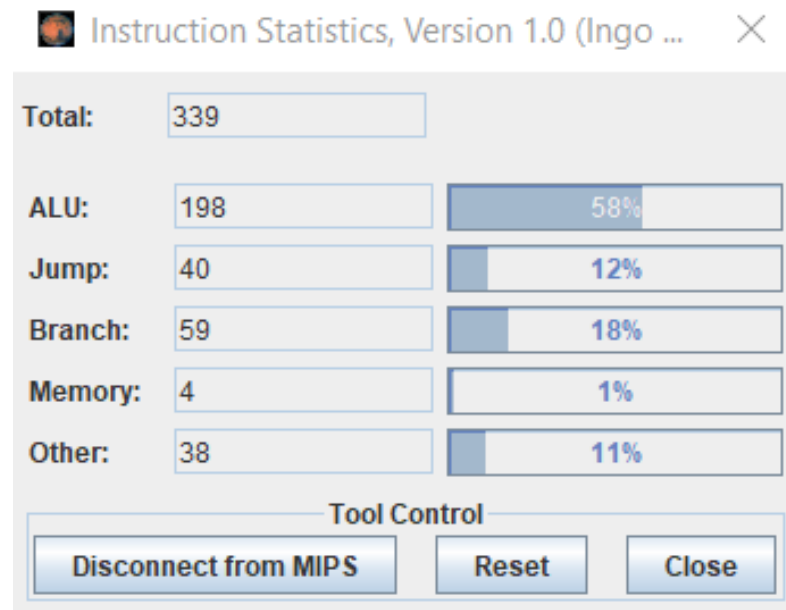 Instruction Statistics, Version 1.0 (Ingo ...
Total: 339
ALU: 198 58%
Jump: 40 12%
Branch: 59 18%
Memory: 4 1%
Other: 38 11%
Tool Control
Disconnect from MIPS Reset Close